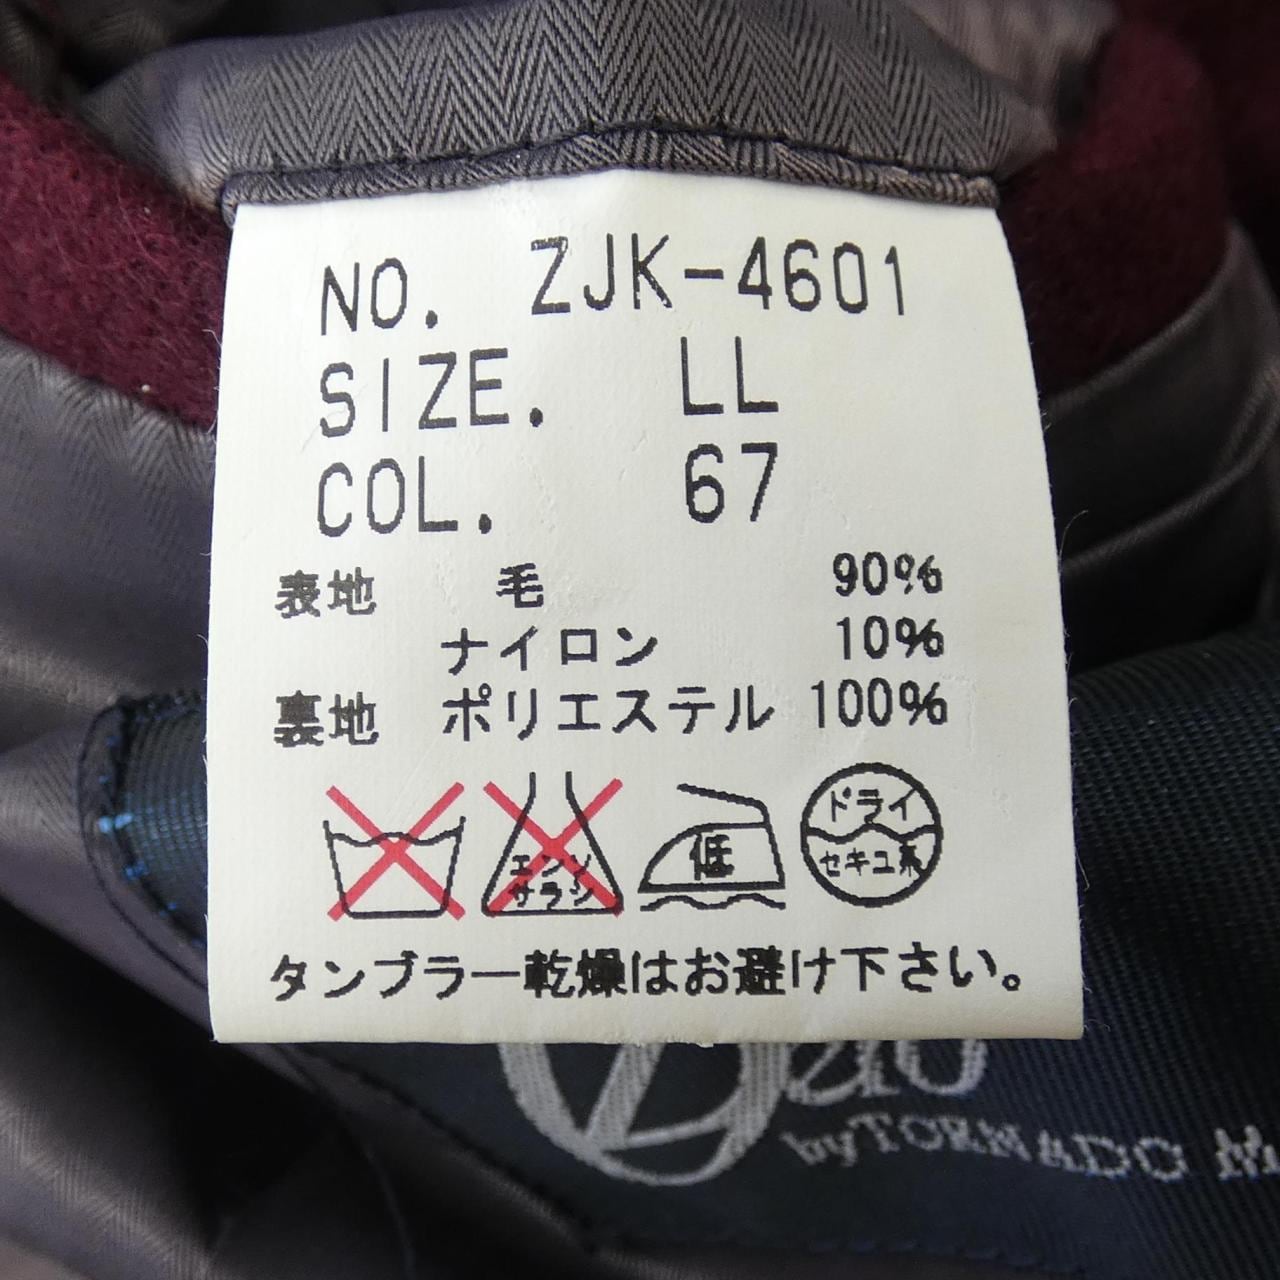 NO. ZJK-4601
SIZE. LL
COL. 67
表地 毛 90%
ナイロン 10%
裏地 ポリエステル 100%
エンソ
サラシ
低
ドライ
セキユ系
タンブラー乾燥はお避け下さい。
by TORNADO